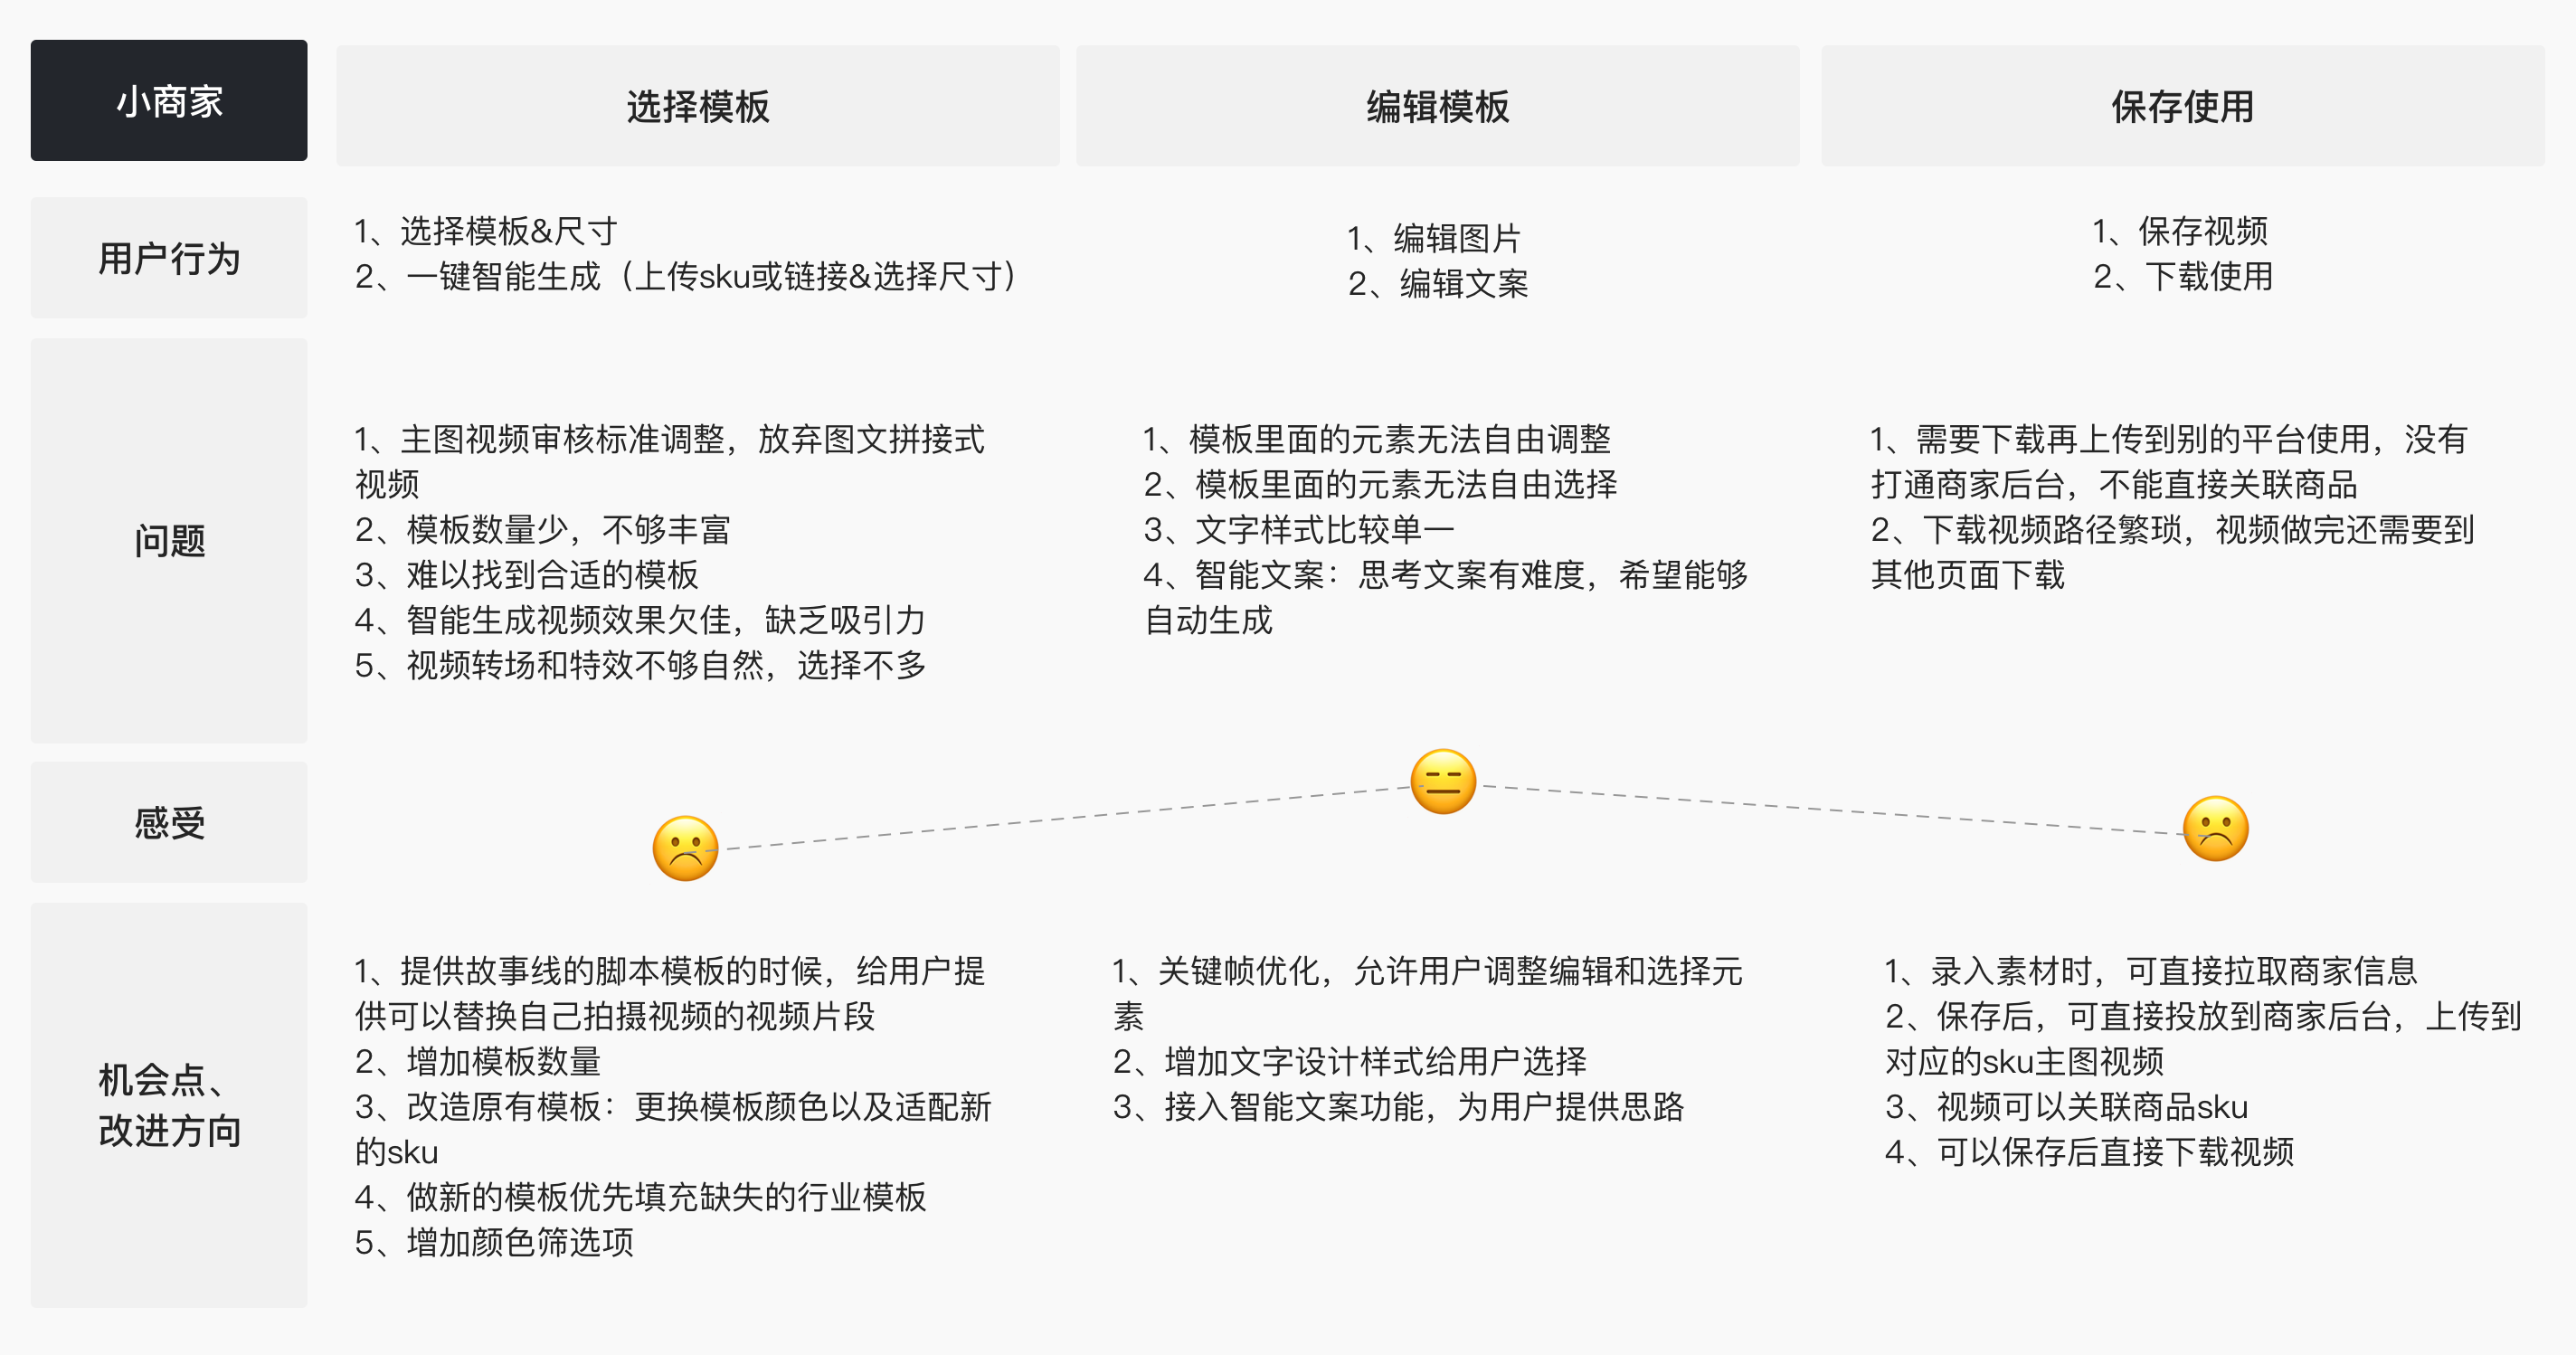 小商家
选择模板
编辑模板
保存使用
用户行为
1、选择模板&尺寸
2、一键智能生成（上传sku或链接&选择尺寸）
1、编辑图片
2、编辑文案
1、保存视频
2、下载使用
问题
1、主图视频审核标准调整，放弃图文拼接式
视频
2、模板数量少，不够丰富
3、难以找到合适的模板
4、智能生成视频效果欠佳，缺乏吸引力
5、视频转场和特效不够自然，选择不多
1、模板里面的元素无法自由调整
2、模板里面的元素无法自由选择
3、文字样式比较单一
4、智能文案：思考文案有难度，希望能够
自动生成
1、需要下载再上传到别的平台使用，没有
打通商家后台，不能直接关联商品
2、下载视频路径繁琐，视频做完还需要到
其他页面下载
感受
机会点、
改进方向
1、提供故事线的脚本模板的时候，给用户提
供可以替换自己拍摄视频的视频片段
2、增加模板数量
3、改造原有模板：更换模板颜色以及适配新
的sku
4、做新的模板优先填充缺失的行业模板
5、增加颜色筛选项
1、关键帧优化，允许用户调整编辑和选择元
素
2、增加文字设计样式给用户选择
3、接入智能文案功能，为用户提供思路
1、录入素材时，可直接拉取商家信息
2、保存后，可直接投放到商家后台，上传到
对应的sku主图视频
3、视频可以关联商品sku
4、可以保存后直接下载视频